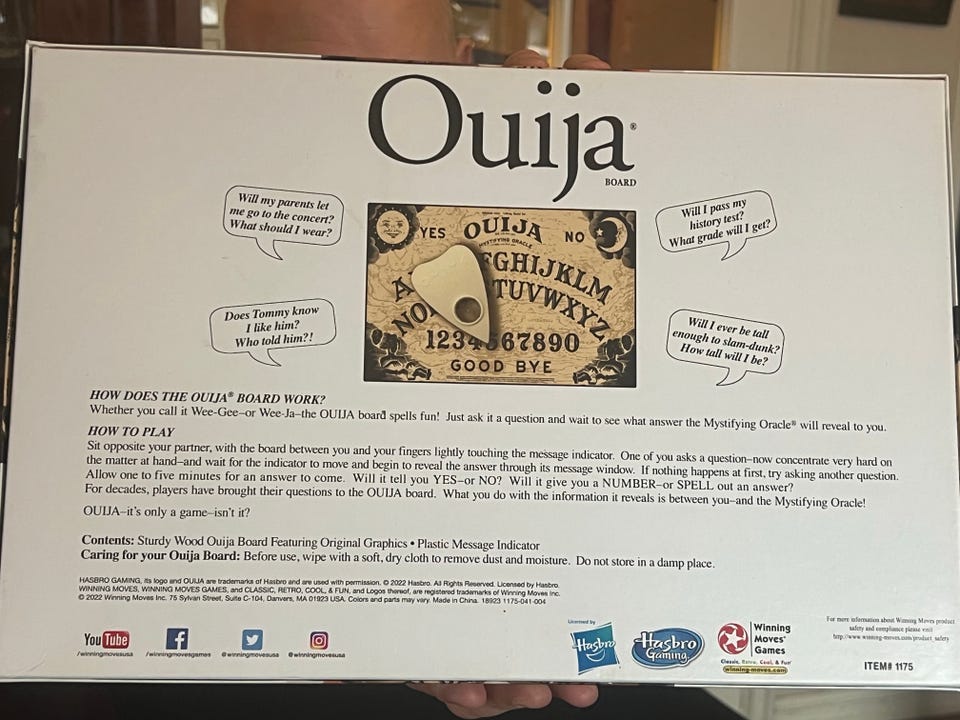 Ouija®
BOARD
Will my parents let
me go to the concert?
What should I wear?
Will I pass my
history test?
What grade will I get?
Does Tommy know
I like him?
Who told him?!
Will I ever be tall
enough to slam-dunk?
How tall will I be?
YES OUIJA NO
MYSTIFYING ORACLE
A FGHIJKLM
NO TUVWXYZ
1234567890
GOOD BYE
HOW DOES THE OUIJA® BOARD WORK?
Whether you call it Wee-Gee–or Wee-Ja–the OUIJA board spells fun! Just ask it a question and wait to see what answer the Mystifying Oracle® will reveal to you.
HOW TO PLAY
Sit opposite your partner, with the board between you and your fingers lightly touching the message indicator. One of you asks a question–now concentrate very hard on
the matter at hand–and wait for the indicator to move and begin to reveal the answer through its message window. If nothing happens at first, try asking another question.
Allow one to five minutes for an answer to come. Will it tell you YES–or NO? Will it give you a NUMBER–or SPELL out an answer?
For decades, players have brought their questions to the OUIJA board. What you do with the information it reveals is between you–and the Mystifying Oracle!
OUIJA–it's only a game–isn't it?
Contents: Sturdy Wood Ouija Board Featuring Original Graphics • Plastic Message Indicator
Caring for your Ouija Board: Before use, wipe with a soft, dry cloth to remove dust and moisture. Do not store in a damp place.
HASBRO GAMING, its logo and OUIJA are trademarks of Hasbro and are used with permission. © 2022 Hasbro. All Rights Reserved. Licensed by Hasbro.
WINNING MOVES, WINNING MOVES GAMES, and CLASSIC, RETRO, COOL, & FUN, and Logos thereof, are registered trademarks of Winning Moves Inc.
© 2022 Winning Moves Inc. 75 Sylvan Street, Suite C-104, Danvers, MA 01923 USA. Colors and parts may vary. Made in China. 18923 1175-041-004
YouTube
/winningmovesusa
f
/winningmovesgames
@winningmovesusa
@winningmovesusa
Licensed by
Hasbro
Hasbro
Gaming
Winning
Moves®
Games
Classic, Retro, Cool, & Fun®
winning-moves.com
For more information about Winning Moves product
safety and compliance please visit
http://www.winning-moves.com/product_safety
ITEM# 1175